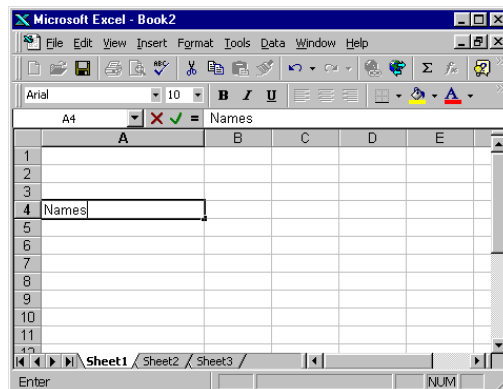 Microsoft Excel - Book2
File Edit View Insert Format Tools Data Window Help
Arial 10 B I U A
A4 = Names
A B C D E
1
2
3
4 Names
5
6
7
8
9
10
11
12
Sheet1 Sheet2 Sheet3
Enter NUM